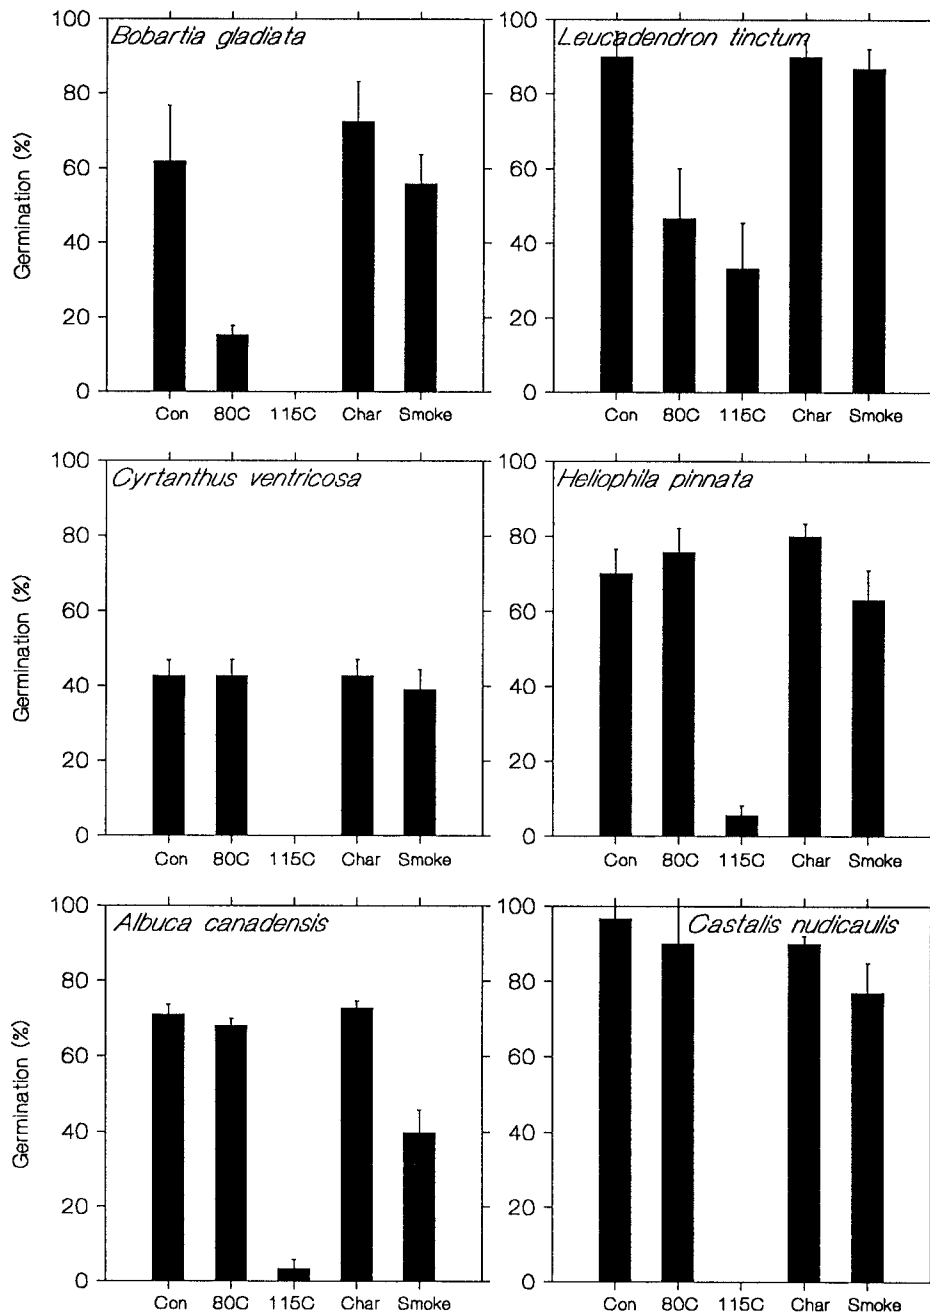 Bobartia gladiata
Leucadendron tinctum
Germination (%)
100
80
60
40
20
0
Con 80C 115C Char Smoke
100
80
60
40
20
0
Con 80C 115C Char Smoke
Cyrtanthus ventricosa
Heliophila pinnata
Germination (%)
100
80
60
40
20
0
Con 80C 115C Char Smoke
100
80
60
40
20
0
Con 80C 115C Char Smoke
Albuca canadensis
Castalis nudicaulis
Germination (%)
100
80
60
40
20
0
Con 80C 115C Char Smoke
100
80
60
40
20
0
Con 80C 115C Char Smoke